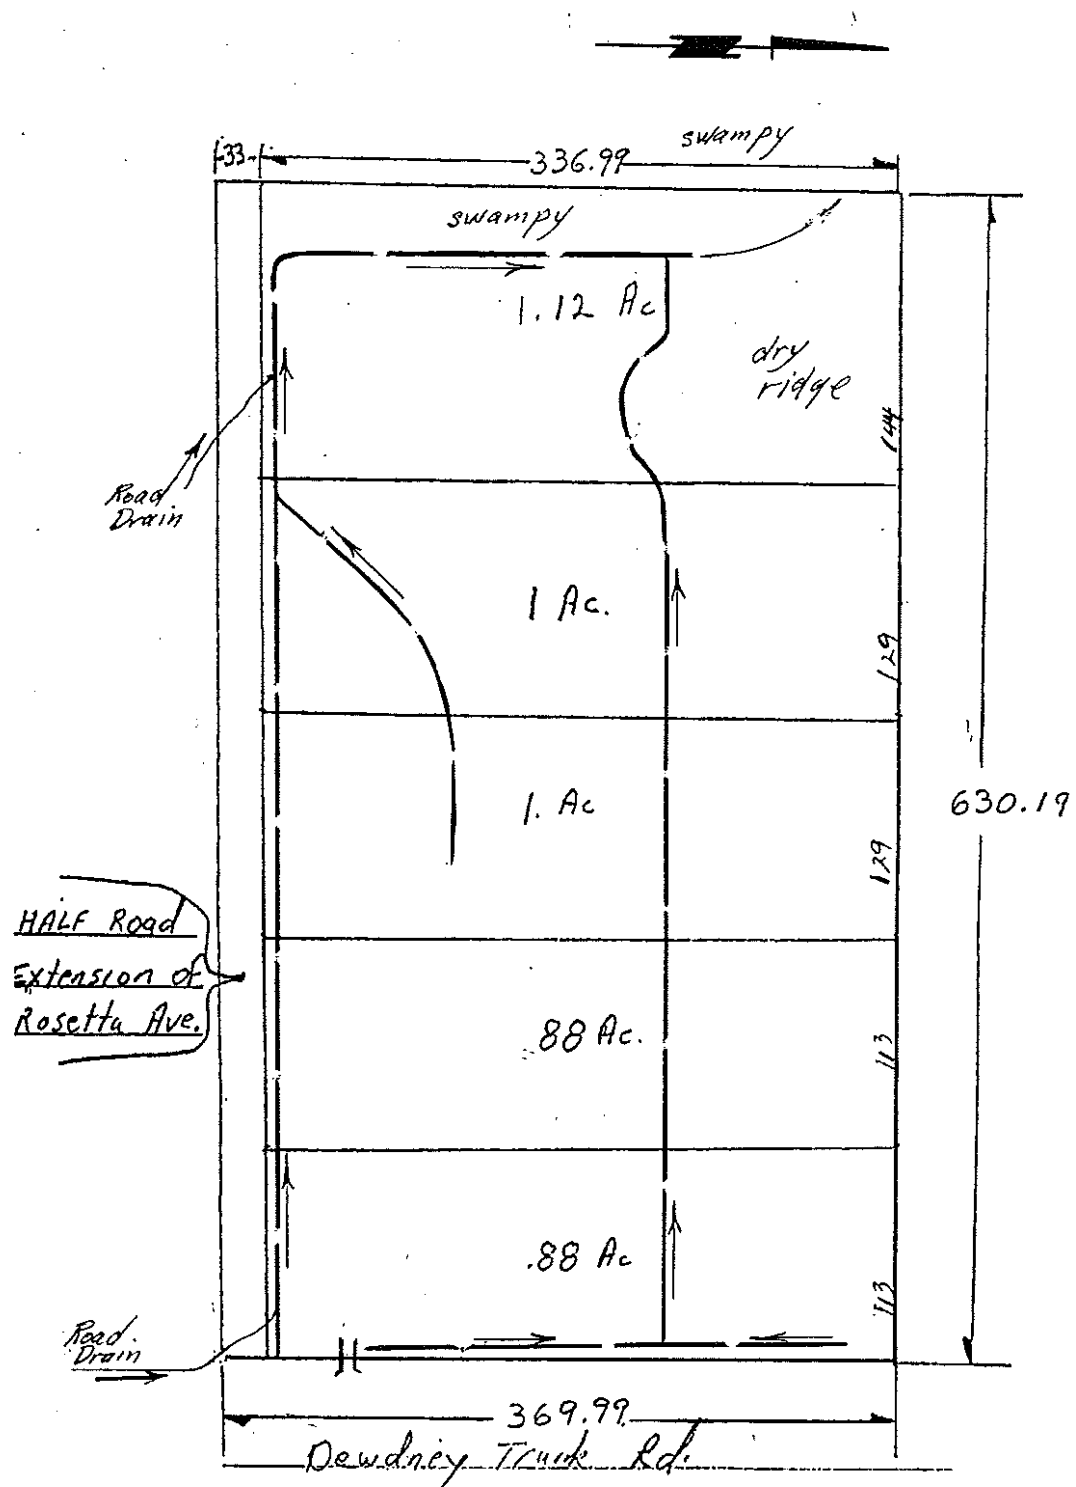 swampy
33
336.99
swampy
1.12 Ac
dry
ridge
144
Road
Drain
1 Ac.
129
1. Ac
129
630.19
HALF Road
Extension of
Rosetta Ave.
.88 Ac.
113
.88 Ac
113
Road.
Drain
369.99
Dewdney Trunk Rd.